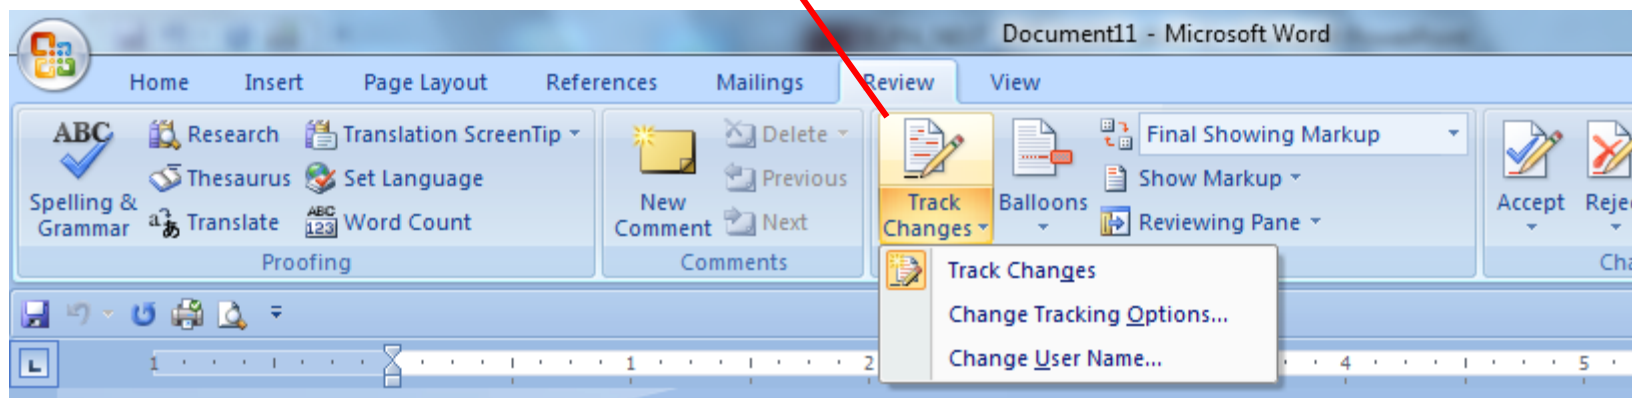 Document11 - Microsoft Word
Home Insert Page Layout References Mailings Review View
ABC Research Translation ScreenTip Delete Final Showing Markup
Thesaurus Set Language Previous Show Markup
Spelling & New Track Balloons Accept Rejec
Grammar Translate ABC 123 Word Count Comment Next Changes Reviewing Pane
Proofing Comments Cha
Track Changes
Change Tracking Options...
Change User Name...
L
1 1 2 4 5